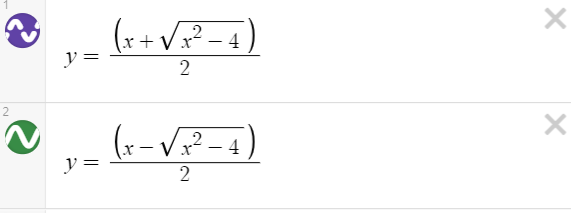 1
y = (x + √(x² − 4)) / 2
2
y = (x − √(x² − 4)) / 2